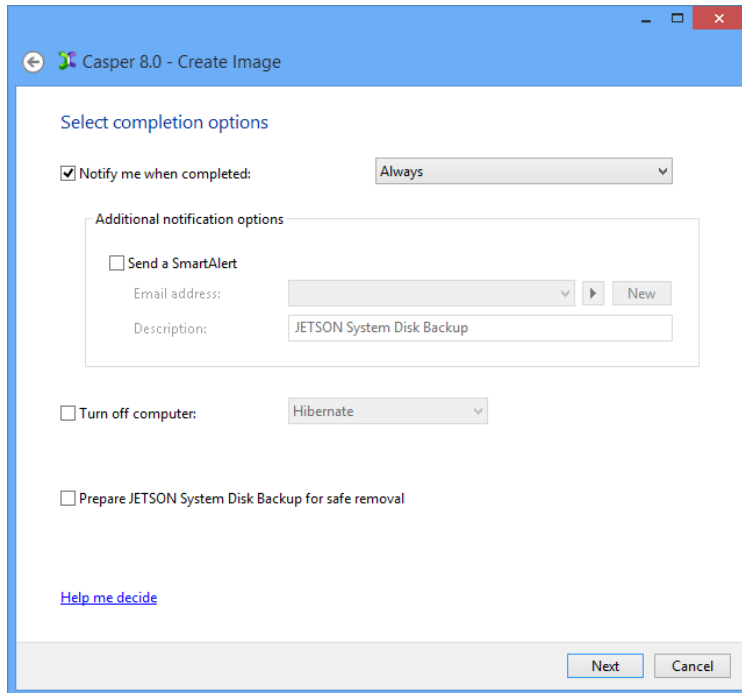 Casper 8.0 - Create Image
Select completion options
Notify me when completed: Always
Additional notification options
Send a SmartAlert
Email address: New
Description: JETSON System Disk Backup
Turn off computer: Hibernate
Prepare JETSON System Disk Backup for safe removal
Help me decide
Next Cancel